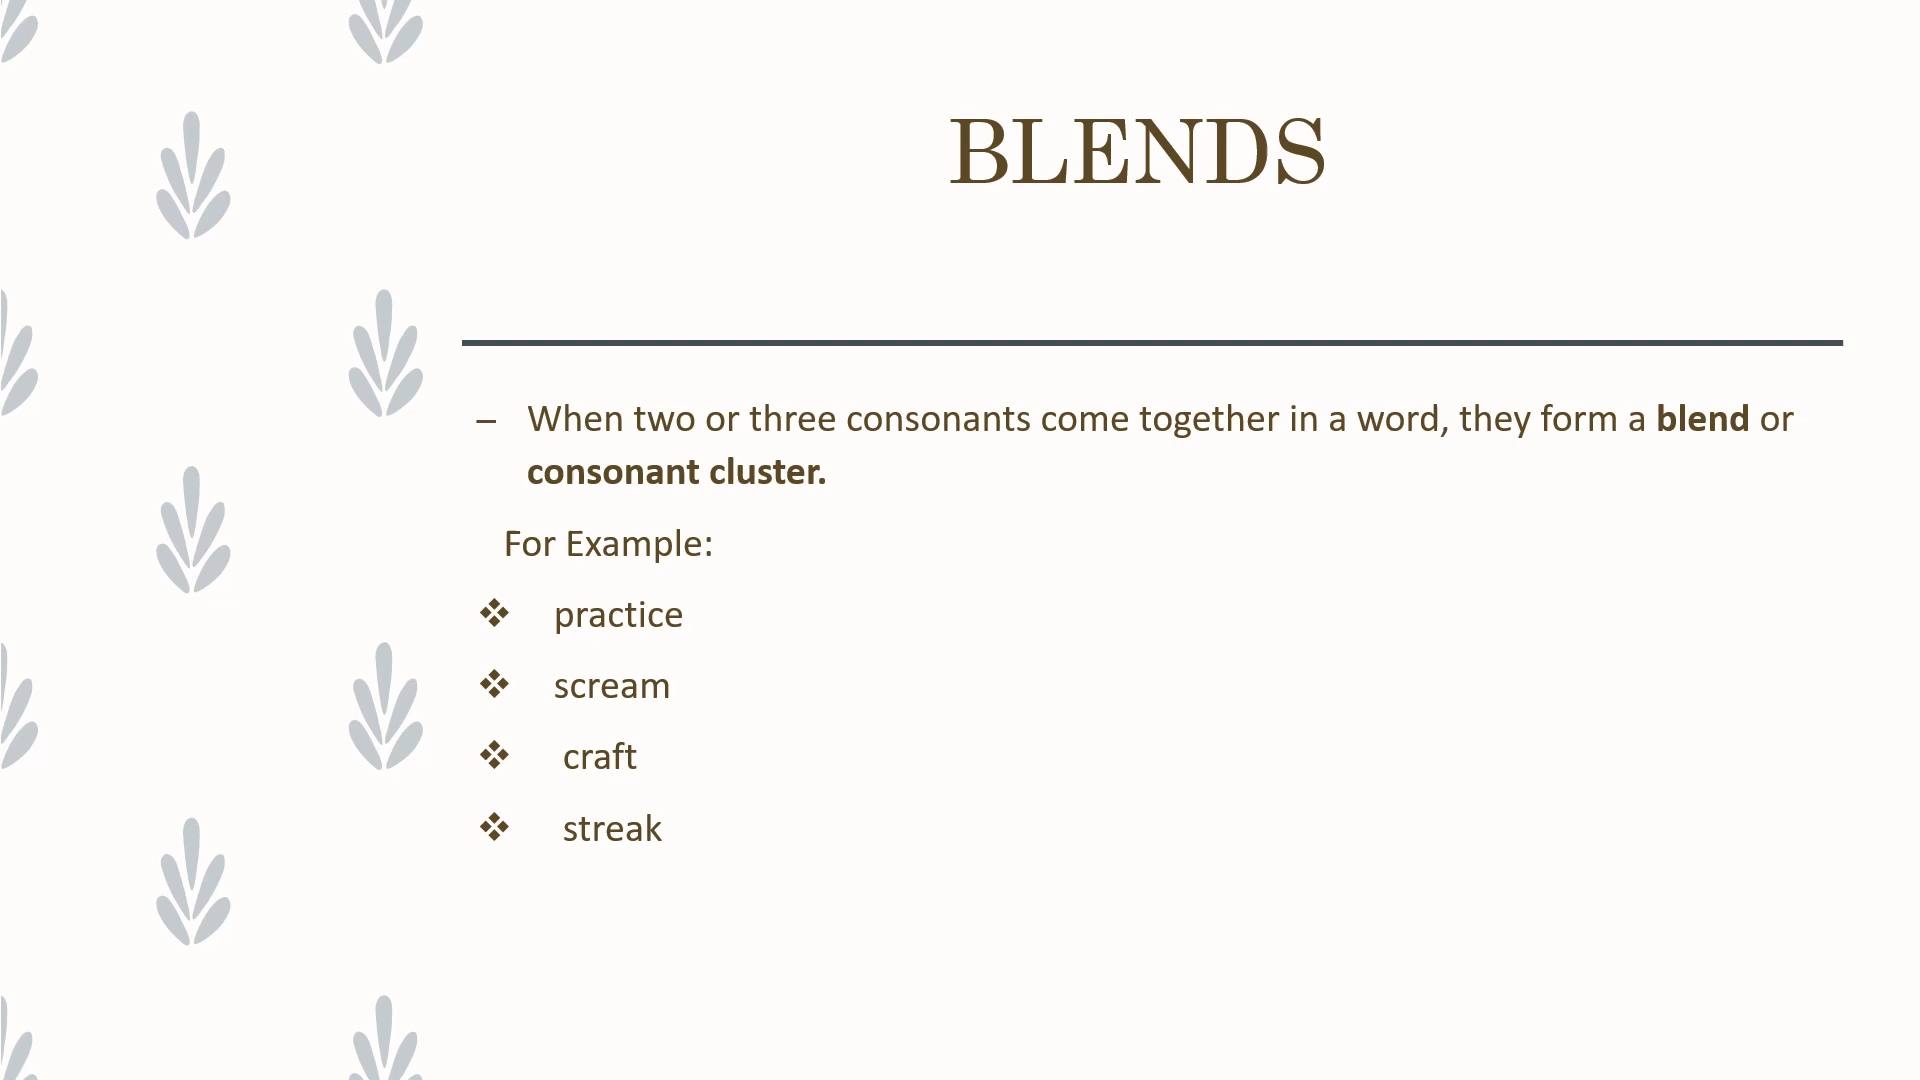 BLENDS
– When two or three consonants come together in a word, they form a blend or
consonant cluster.
For Example:
❖ practice
❖ scream
❖ craft
❖ streak